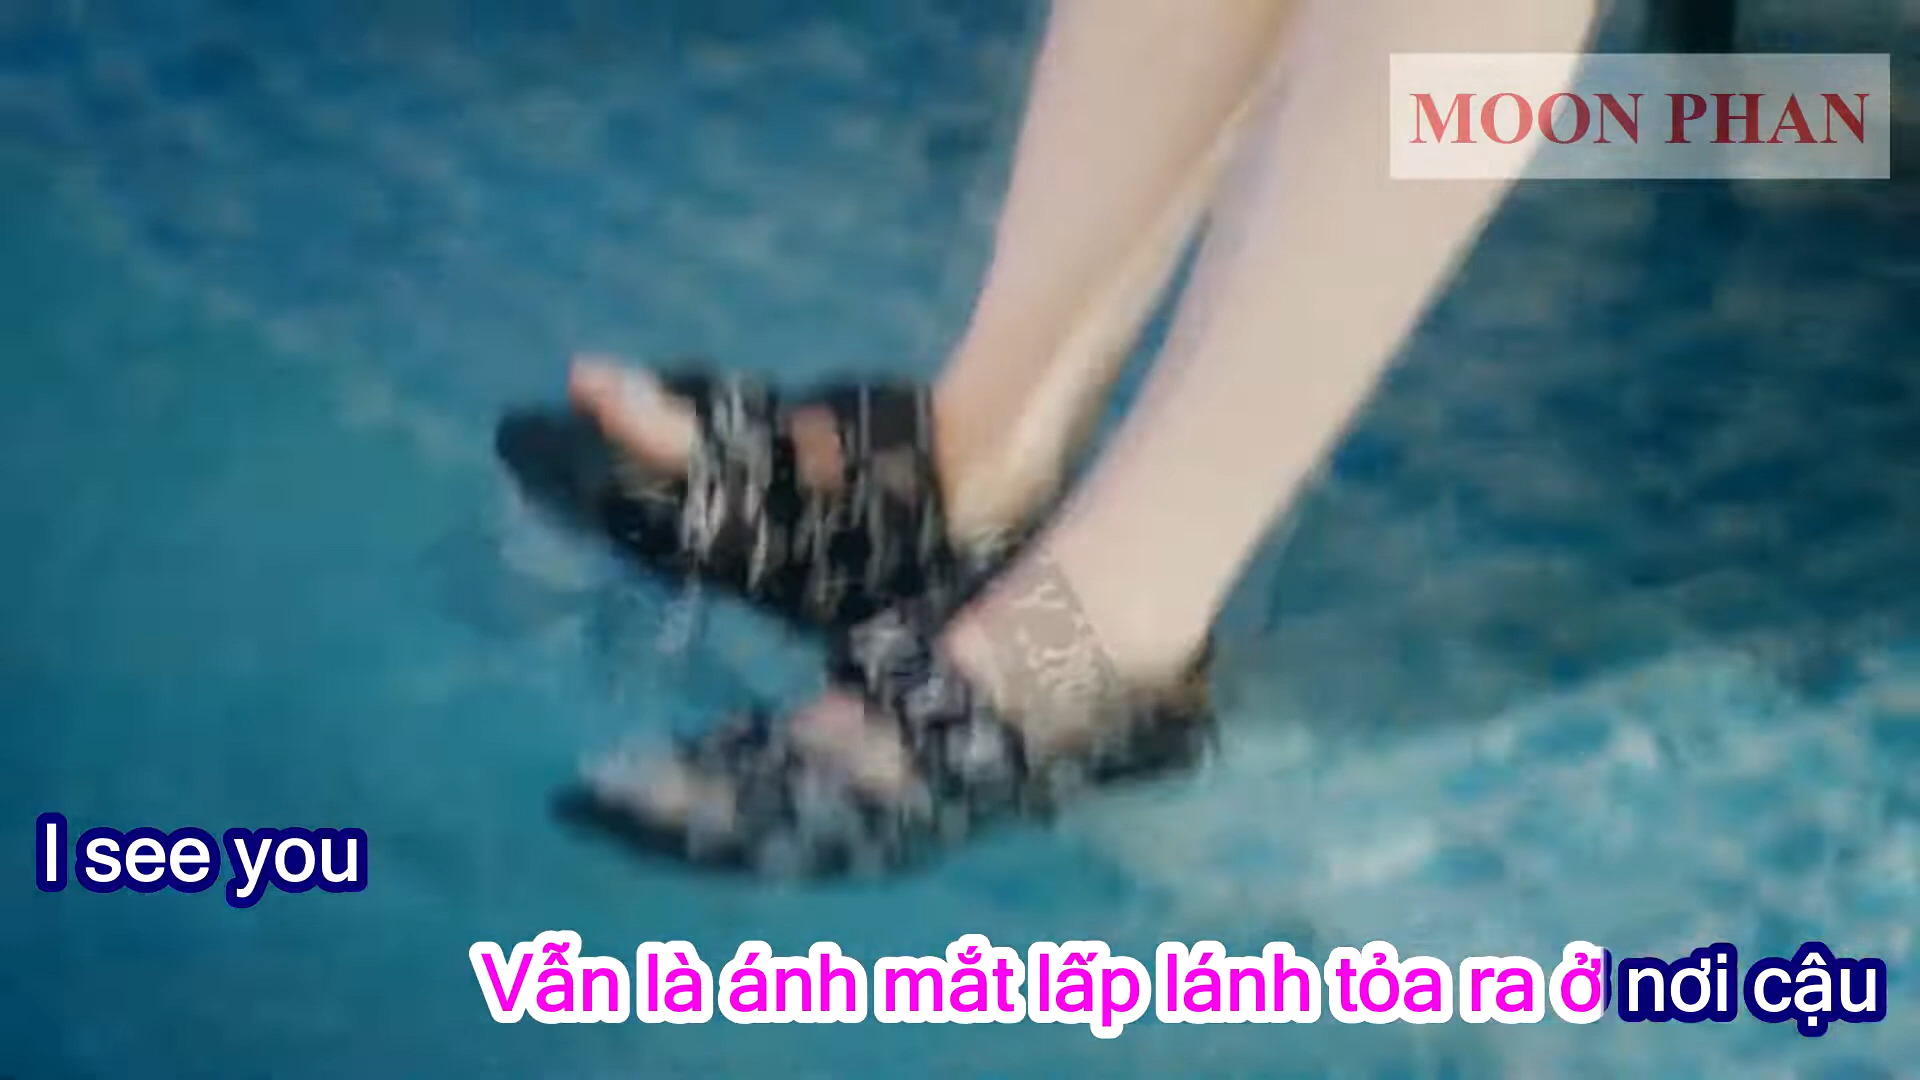 MOON PHAN
I see you
Vẫn là ánh mắt lấp lánh tỏa ra ở nơi cậu